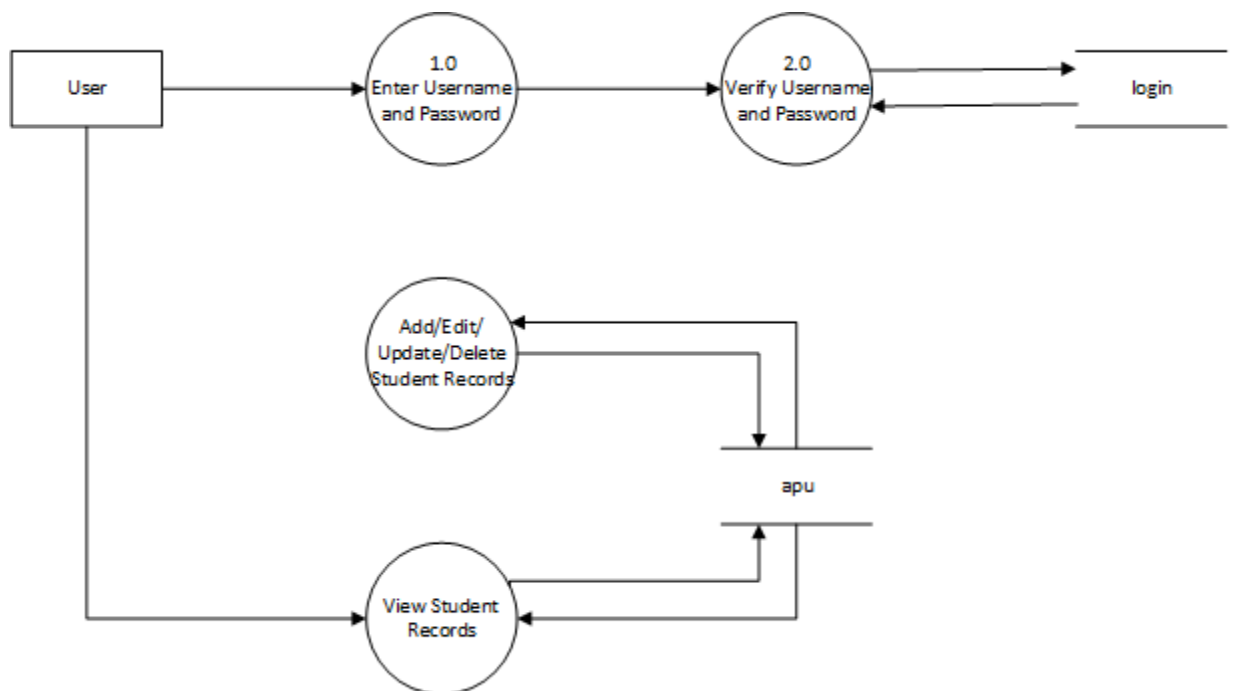 User
1.0
Enter Username
and Password
2.0
Verify Username
and Password
login
Add/Edit/
Update/Delete
Student Records
apu
View Student
Records